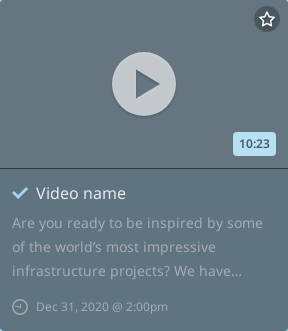 10:23
Video name
Are you ready to be inspired by some
of the world’s most impressive
infrastructure projects? We have...
Dec 31, 2020 @ 2:00pm